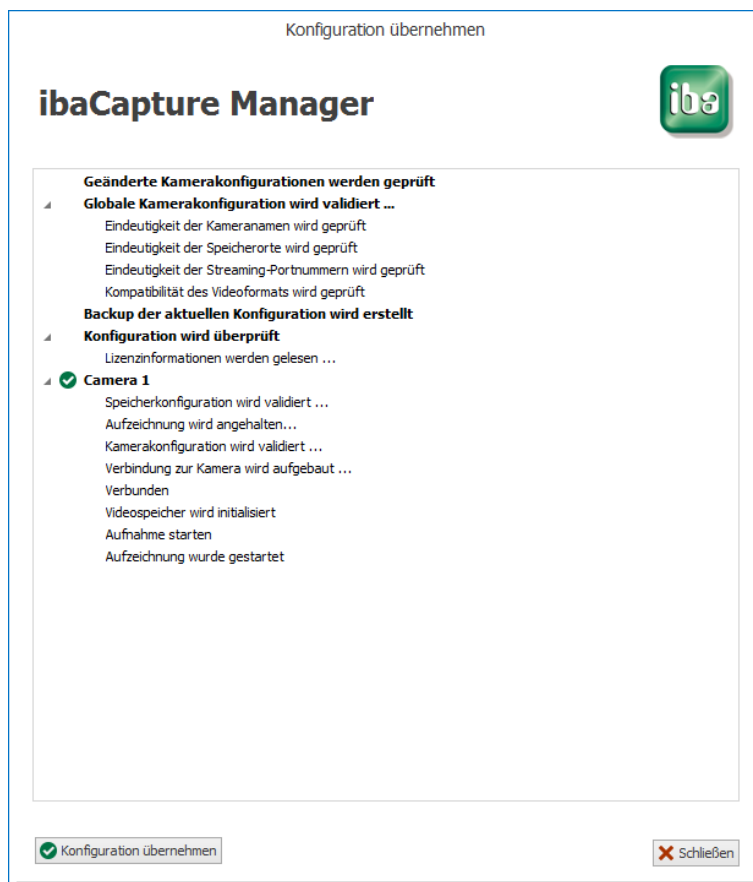 Konfiguration übernehmen
ibaCapture Manager
iba
Geänderte Kamerakonfigurationen werden geprüft
Globale Kamerakonfiguration wird validiert ...
Eindeutigkeit der Kameranamen wird geprüft
Eindeutigkeit der Speicherorte wird geprüft
Eindeutigkeit der Streaming-Portnummern wird geprüft
Kompatibilität des Videoformats wird geprüft
Backup der aktuellen Konfiguration wird erstellt
Konfiguration wird überprüft
Lizenzinformationen werden gelesen ...
Camera 1
Speicherkonfiguration wird validiert ...
Aufzeichnung wird angehalten...
Kamerakonfiguration wird validiert ...
Verbindung zur Kamera wird aufgebaut ...
Verbunden
Videospeicher wird initialisiert
Aufnahme starten
Aufzeichnung wurde gestartet
Konfiguration übernehmen
Schließen